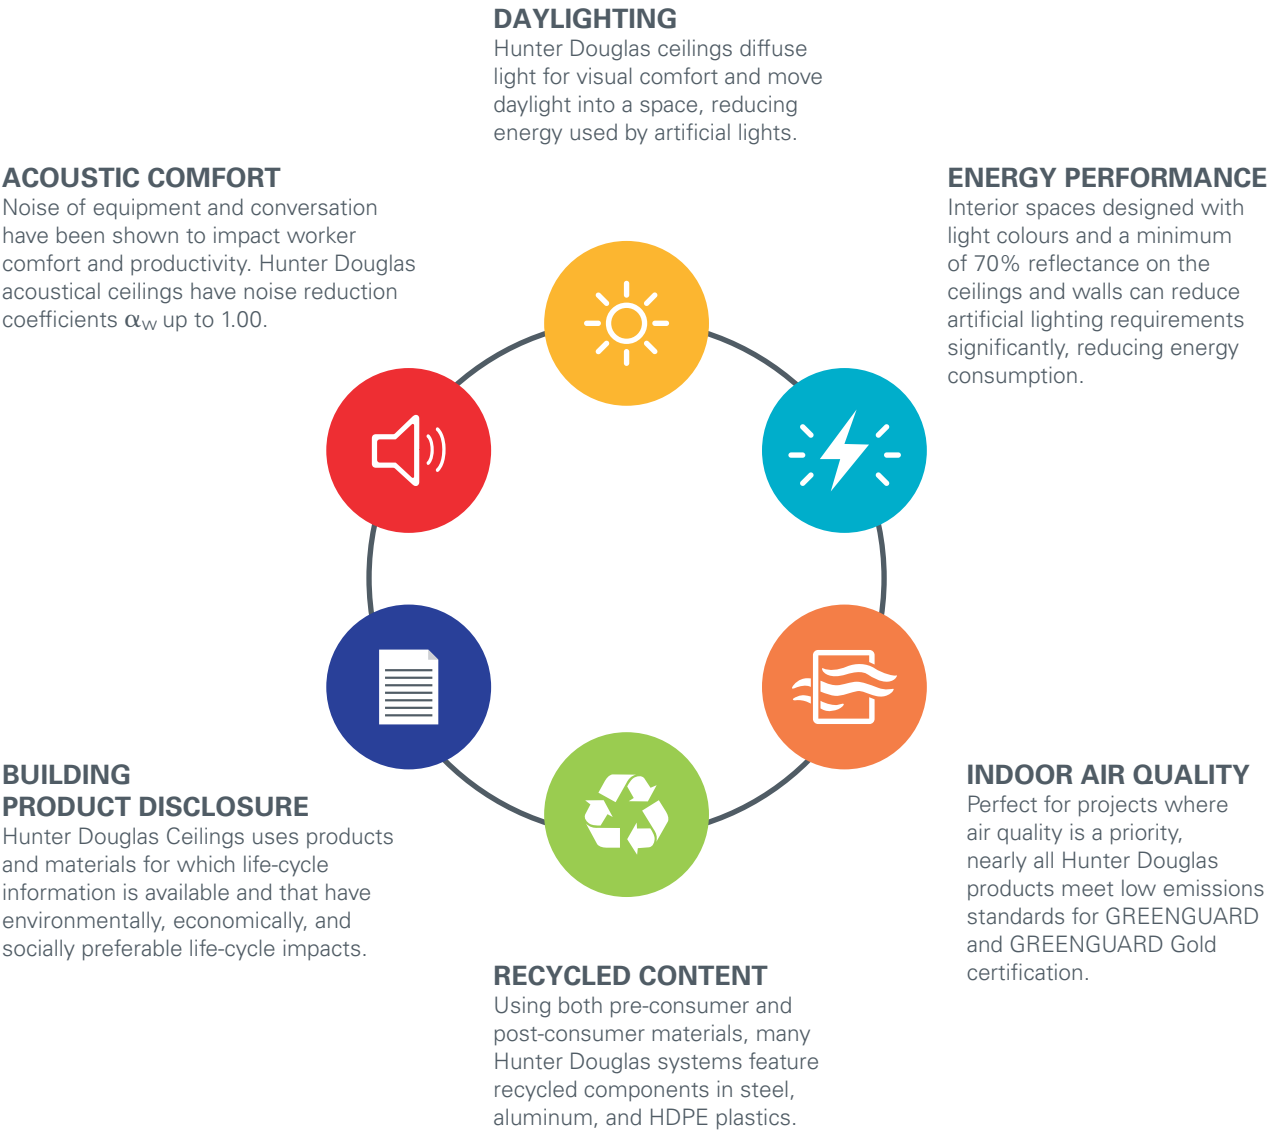 DAYLIGHTING
Hunter Douglas ceilings diffuse
light for visual comfort and move
daylight into a space, reducing
energy used by artificial lights.
ACOUSTIC COMFORT
Noise of equipment and conversation
have been shown to impact worker
comfort and productivity. Hunter Douglas
acoustical ceilings have noise reduction
coefficients αw up to 1.00.
ENERGY PERFORMANCE
Interior spaces designed with
light colours and a minimum
of 70% reflectance on the
ceilings and walls can reduce
artificial lighting requirements
significantly, reducing energy
consumption.
BUILDING
PRODUCT DISCLOSURE
Hunter Douglas Ceilings uses products
and materials for which life-cycle
information is available and that have
environmentally, economically, and
socially preferable life-cycle impacts.
INDOOR AIR QUALITY
Perfect for projects where
air quality is a priority,
nearly all Hunter Douglas
products meet low emissions
standards for GREENGUARD
and GREENGUARD Gold
certification.
RECYCLED CONTENT
Using both pre-consumer and
post-consumer materials, many
Hunter Douglas systems feature
recycled components in steel,
aluminum, and HDPE plastics.